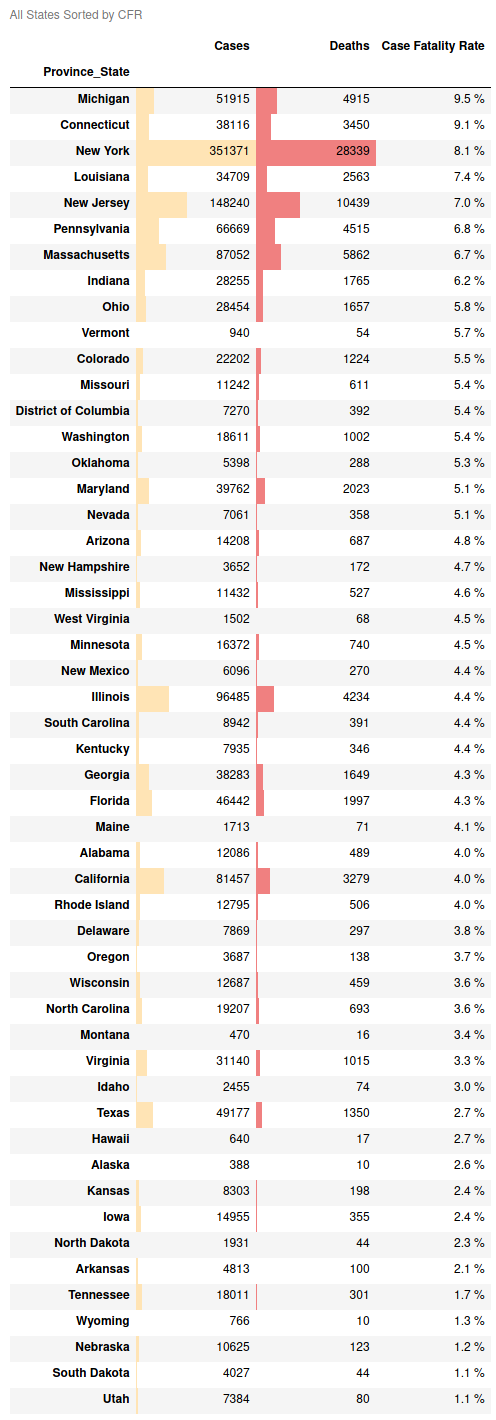 All States Sorted by CFR
Cases Deaths Case Fatality Rate
Province_State
Michigan 51915 4915 9.5 %
Connecticut 38116 3450 9.1 %
New York 351371 28339 8.1 %
Louisiana 34709 2563 7.4 %
New Jersey 148240 10439 7.0 %
Pennsylvania 66669 4515 6.8 %
Massachusetts 87052 5862 6.7 %
Indiana 28255 1765 6.2 %
Ohio 28454 1657 5.8 %
Vermont 940 54 5.7 %
Colorado 22202 1224 5.5 %
Missouri 11242 611 5.4 %
District of Columbia 7270 392 5.4 %
Washington 18611 1002 5.4 %
Oklahoma 5398 288 5.3 %
Maryland 39762 2023 5.1 %
Nevada 7061 358 5.1 %
Arizona 14208 687 4.8 %
New Hampshire 3652 172 4.7 %
Mississippi 11432 527 4.6 %
West Virginia 1502 68 4.5 %
Minnesota 16372 740 4.5 %
New Mexico 6096 270 4.4 %
Illinois 96485 4234 4.4 %
South Carolina 8942 391 4.4 %
Kentucky 7935 346 4.4 %
Georgia 38283 1649 4.3 %
Florida 46442 1997 4.3 %
Maine 1713 71 4.1 %
Alabama 12086 489 4.0 %
California 81457 3279 4.0 %
Rhode Island 12795 506 4.0 %
Delaware 7869 297 3.8 %
Oregon 3687 138 3.7 %
Wisconsin 12687 459 3.6 %
North Carolina 19207 693 3.6 %
Montana 470 16 3.4 %
Virginia 31140 1015 3.3 %
Idaho 2455 74 3.0 %
Texas 49177 1350 2.7 %
Hawaii 640 17 2.7 %
Alaska 388 10 2.6 %
Kansas 8303 198 2.4 %
Iowa 14955 355 2.4 %
North Dakota 1931 44 2.3 %
Arkansas 4813 100 2.1 %
Tennessee 18011 301 1.7 %
Wyoming 766 10 1.3 %
Nebraska 10625 123 1.2 %
South Dakota 4027 44 1.1 %
Utah 7384 80 1.1 %